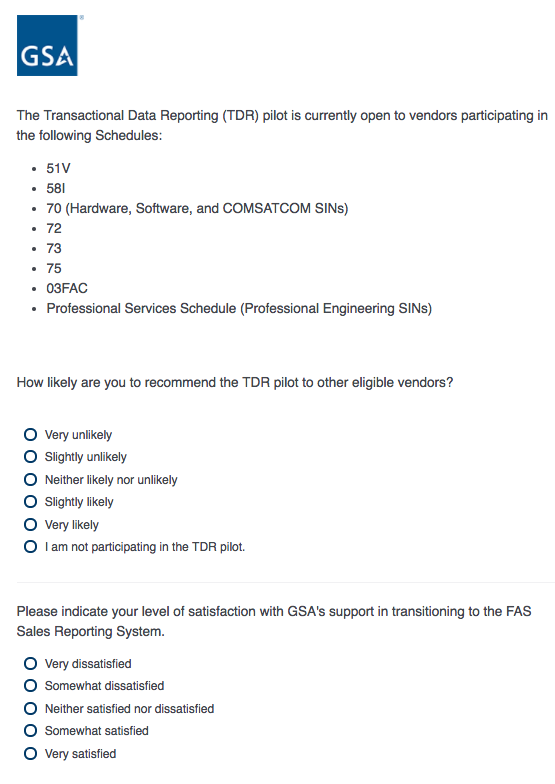 GSA
The Transactional Data Reporting (TDR) pilot is currently open to vendors participating in
the following Schedules:
• 51V
• 58I
• 70 (Hardware, Software, and COMSATCOM SINs)
• 72
• 73
• 75
• 03FAC
• Professional Services Schedule (Professional Engineering SINs)
How likely are you to recommend the TDR pilot to other eligible vendors?
Very unlikely
Slightly unlikely
Neither likely nor unlikely
Slightly likely
Very likely
I am not participating in the TDR pilot.
Please indicate your level of satisfaction with GSA's support in transitioning to the FAS
Sales Reporting System.
Very dissatisfied
Somewhat dissatisfied
Neither satisfied nor dissatisfied
Somewhat satisfied
Very satisfied